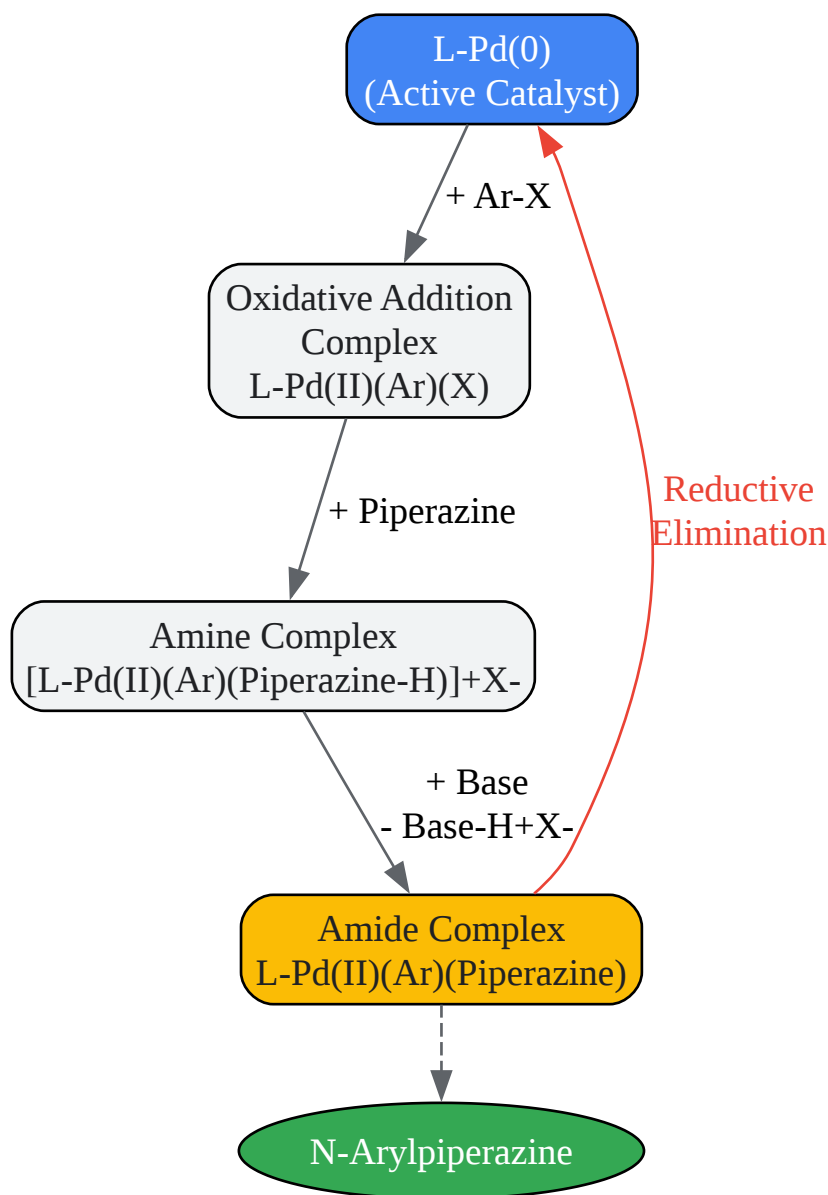 L-Pd(0)
(Active Catalyst)
+ Ar-X
Oxidative Addition
Complex
L-Pd(II)(Ar)(X)
+ Piperazine
Reductive
Elimination
Amine Complex
[L-Pd(II)(Ar)(Piperazine-H)]+X-
+ Base
- Base-H+X-
Amide Complex
L-Pd(II)(Ar)(Piperazine)
N-Arylpiperazine